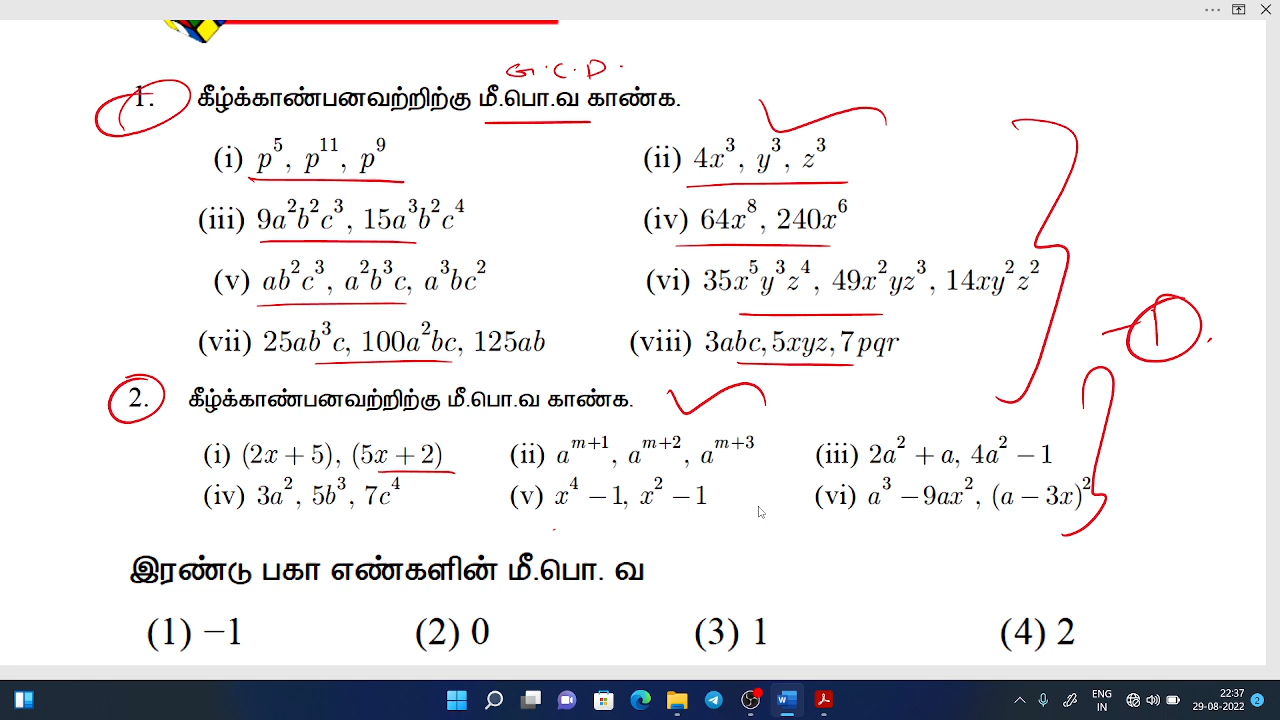 G.C.D.
1. கீழ்க்காண்பனவற்றிற்கு மீ.பொ.வ காண்க.
(i) p^5, p^11, p^9 (ii) 4x^3, y^3, z^3
(iii) 9a^2b^2c^3, 15a^3b^2c^4 (iv) 64x^8, 240x^6
(v) ab^2c^3, a^2b^3c, a^3bc^2 (vi) 35x^5y^3z^4, 49x^2yz^3, 14xy^2z^2
(vii) 25ab^3c, 100a^2bc, 125ab (viii) 3abc, 5xyz, 7pqr
1
2. கீழ்க்காண்பனவற்றிற்கு மீ.பொ.வ காண்க.
(i) (2x + 5), (5x + 2) (ii) a^{m+1}, a^{m+2}, a^{m+3} (iii) 2a^2 + a, 4a^2 − 1
(iv) 3a^2, 5b^3, 7c^4 (v) x^4 − 1, x^2 − 1 (vi) a^3 − 9ax^2, (a − 3x)^2
இரண்டு பகா எண்களின் மீ.பொ. வ
(1) −1 (2) 0 (3) 1 (4) 2
ENG 22:37
IN 29-08-2022 2